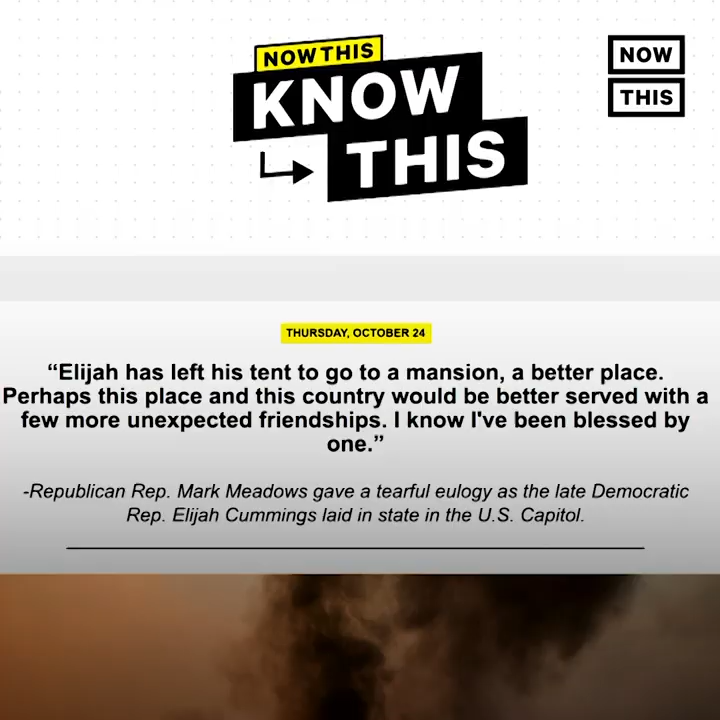 NOW THIS
KNOW
THIS
NOW
THIS
THURSDAY, OCTOBER 24
“Elijah has left his tent to go to a mansion, a better place.
Perhaps this place and this country would be better served with a
few more unexpected friendships. I know I've been blessed by
one.”
-Republican Rep. Mark Meadows gave a tearful eulogy as the late Democratic
Rep. Elijah Cummings laid in state in the U.S. Capitol.